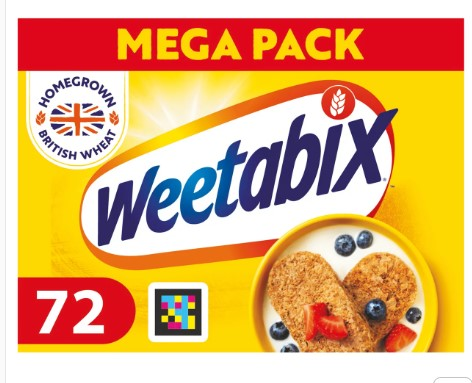 MEGA PACK
HOMEGROWN
BRITISH WHEAT
Weetabix
72